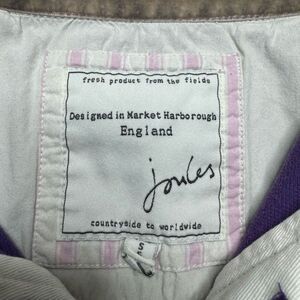 fresh product from the fields
Designed in Market Harborough
England
joules
countryside to worldwide
S